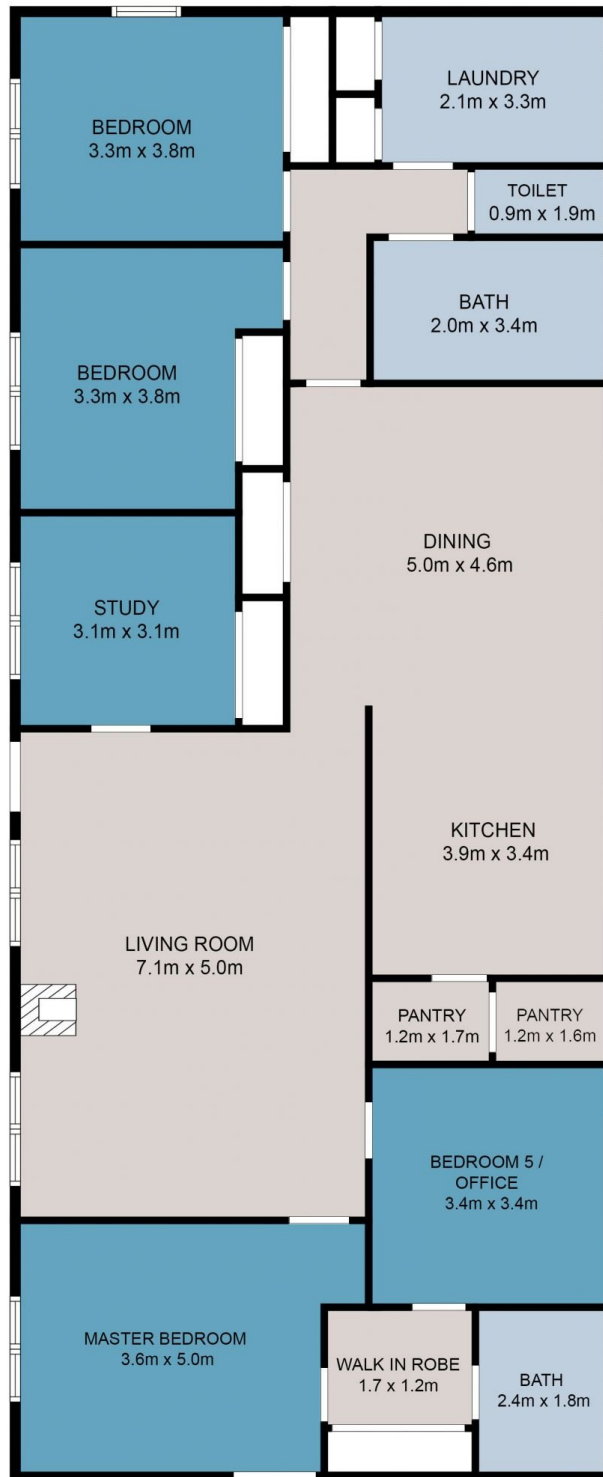 LAUNDRY
2.1m x 3.3m
BEDROOM
3.3m x 3.8m
TOILET
0.9m x 1.9m
BATH
2.0m x 3.4m
BEDROOM
3.3m x 3.8m
DINING
5.0m x 4.6m
STUDY
3.1m x 3.1m
KITCHEN
3.9m x 3.4m
LIVING ROOM
7.1m x 5.0m
PANTRY
1.2m x 1.7m
PANTRY
1.2m x 1.6m
BEDROOM 5 /
OFFICE
3.4m x 3.4m
MASTER BEDROOM
3.6m x 5.0m
WALK IN ROBE
1.7 x 1.2m
BATH
2.4m x 1.8m